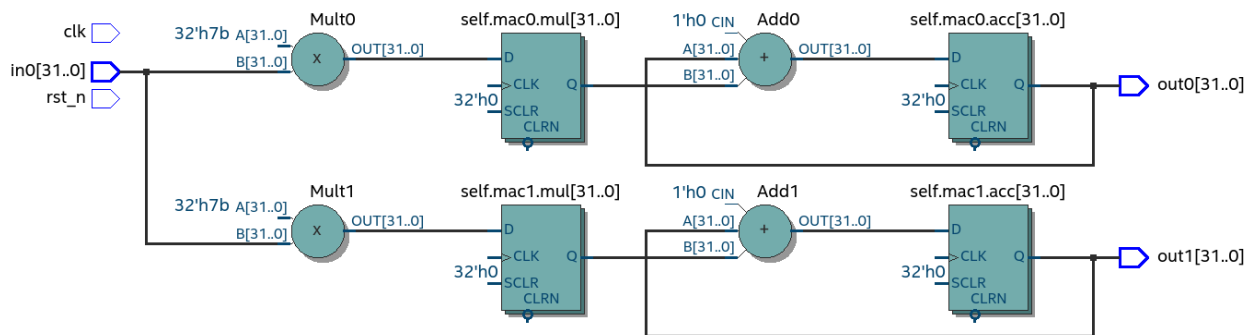 Mult0
self.mac0.mul[31..0]
Add0
self.mac0.acc[31..0]
clk
32'h7b A[31..0]
OUT[31..0]
1'h0 CIN
OUT[31..0]
in0[31..0]
B[31..0]
x
D
A[31..0]
+
D
rst_n
>CLK
Q
B[31..0]
>CLK
Q
out0[31..0]
32'h0
SCLR
32'h0
SCLR
CLRN
CLRN
Mult1
self.mac1.mul[31..0]
Add1
self.mac1.acc[31..0]
32'h7b A[31..0]
OUT[31..0]
1'h0 CIN
OUT[31..0]
B[31..0]
x
D
A[31..0]
+
D
>CLK
Q
B[31..0]
>CLK
Q
out1[31..0]
32'h0
SCLR
32'h0
SCLR
CLRN
CLRN